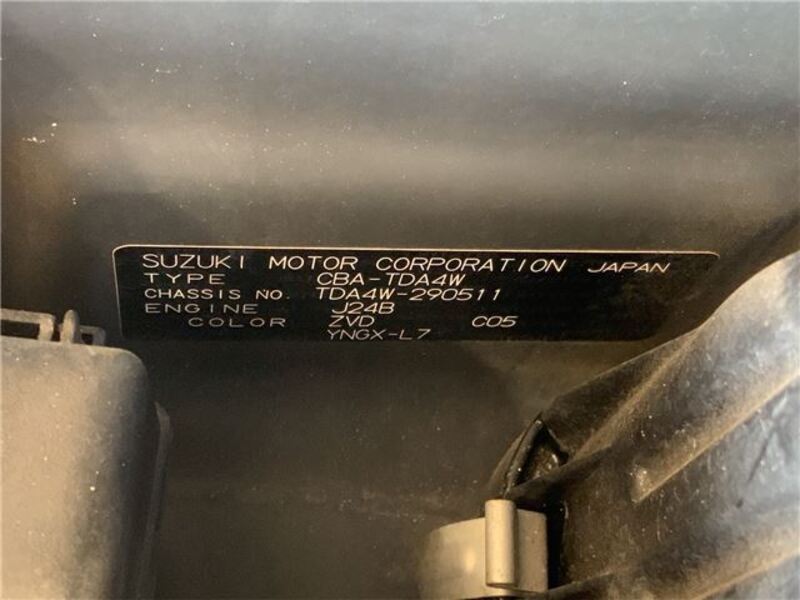 SUZUKI MOTOR CORPORATION JAPAN
TYPE CBA-TDA4W
CHASSIS NO. TDA4W-290511
ENGINE J24B
COLOR ZVD C05
YNGX-L7